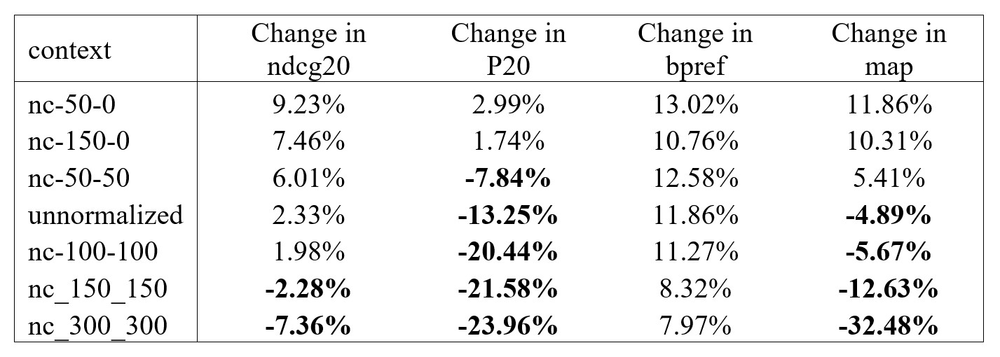 context Change in ndcg20 Change in P20 Change in bpref Change in map
nc-50-0 9.23% 2.99% 13.02% 11.86%
nc-150-0 7.46% 1.74% 10.76% 10.31%
nc-50-50 6.01% -7.84% 12.58% 5.41%
unnormalized 2.33% -13.25% 11.86% -4.89%
nc-100-100 1.98% -20.44% 11.27% -5.67%
nc_150_150 -2.28% -21.58% 8.32% -12.63%
nc_300_300 -7.36% -23.96% 7.97% -32.48%